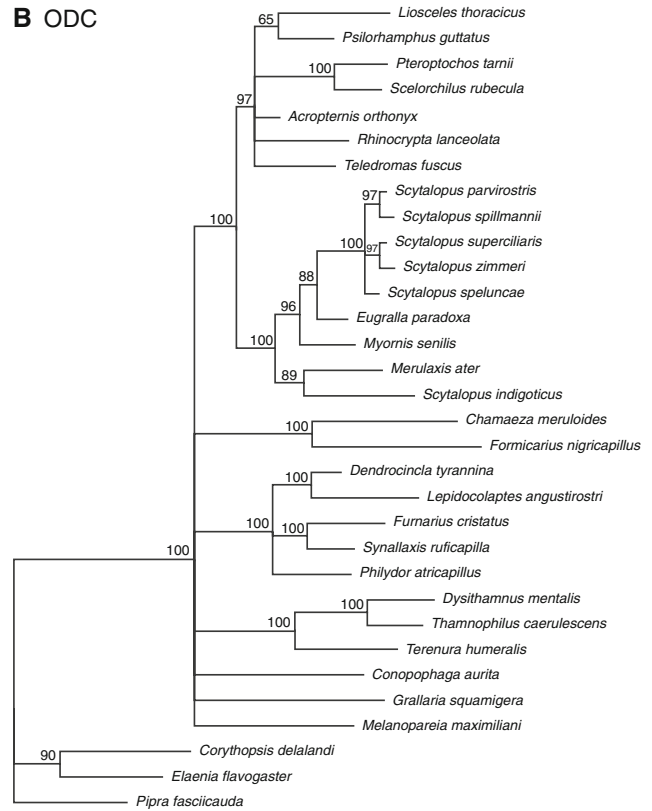 B ODC
65
Liosceles thoracicus
Psilorhamphus guttatus
100
Pteroptochos tarnii
Scelorchilus rubecula
97
Acropternis orthonyx
Rhinocrypta lanceolata
Teledromas fuscus
97
Scytalopus parvirostris
Scytalopus spillmannii
100
100
97
Scytalopus superciliaris
Scytalopus zimmeri
88
Scytalopus speluncae
96
Eugralla paradoxa
100
Myornis senilis
89
Merulaxis ater
Scytalopus indigoticus
100
Chamaeza meruloides
Formicarius nigricapillus
100
Dendrocincla tyrannina
Lepidocolaptes angustirostri
100
100
Furnarius cristatus
Synallaxis ruficapilla
100
Philydor atricapillus
100
Dysithamnus mentalis
100
Thamnophilus caerulescens
Terenura humeralis
Conopophaga aurita
Grallaria squamigera
Melanopareia maximiliani
90
Corythopsis delalandi
Elaenia flavogaster
Pipra fasciicauda